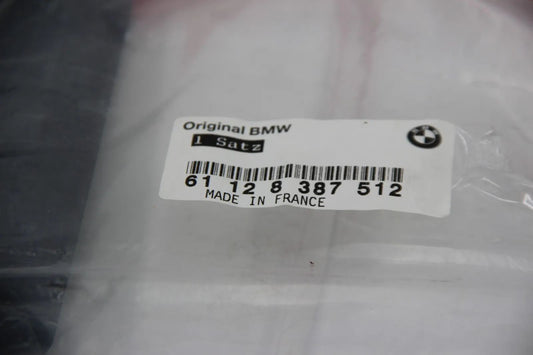 Original BMW
1 Satz
61 12 8 387 512
MADE IN FRANCE